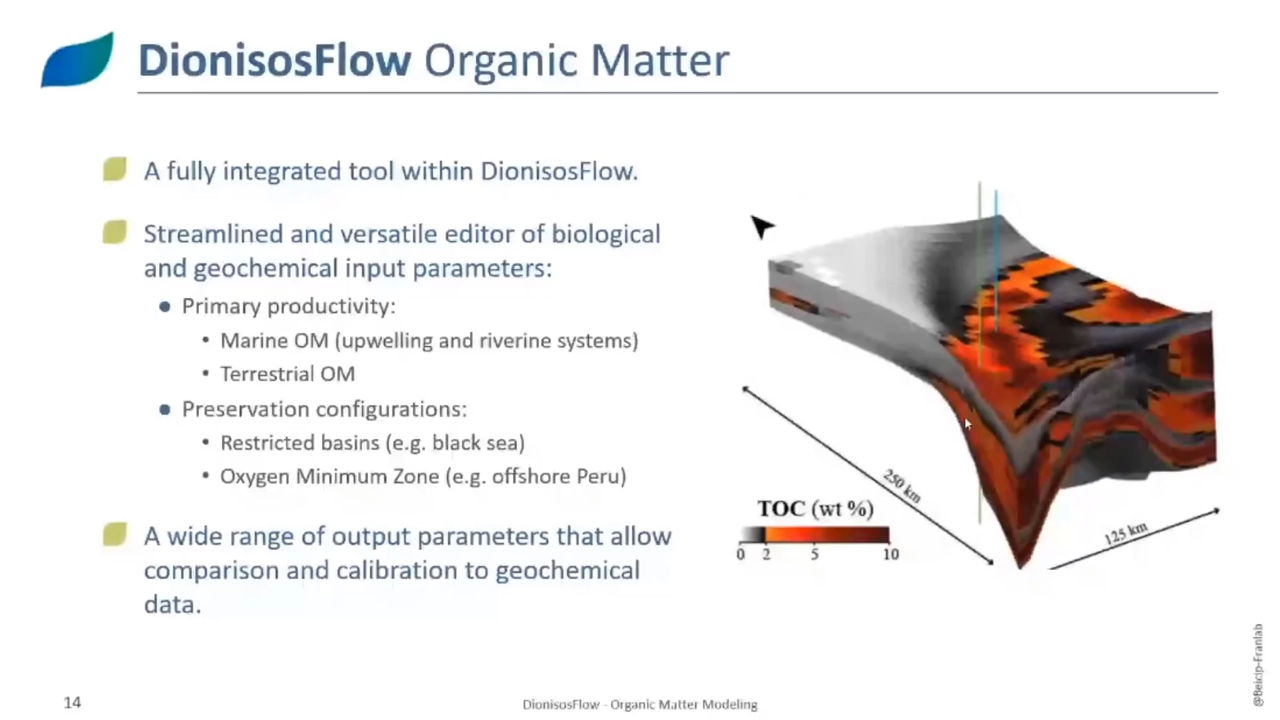 DionisosFlow Organic Matter
A fully integrated tool within DionisosFlow.
Streamlined and versatile editor of biological
and geochemical input parameters:
• Primary productivity:
• Marine OM (upwelling and riverine systems)
• Terrestrial OM
• Preservation configurations:
• Restricted basins (e.g. black sea)
• Oxygen Minimum Zone (e.g. offshore Peru)
A wide range of output parameters that allow
comparison and calibration to geochemical
data.
250 km
125 km
TOC (wt %)
0 2 5 10
14
DionisosFlow - Organic Matter Modeling
@Beicip-Franlab